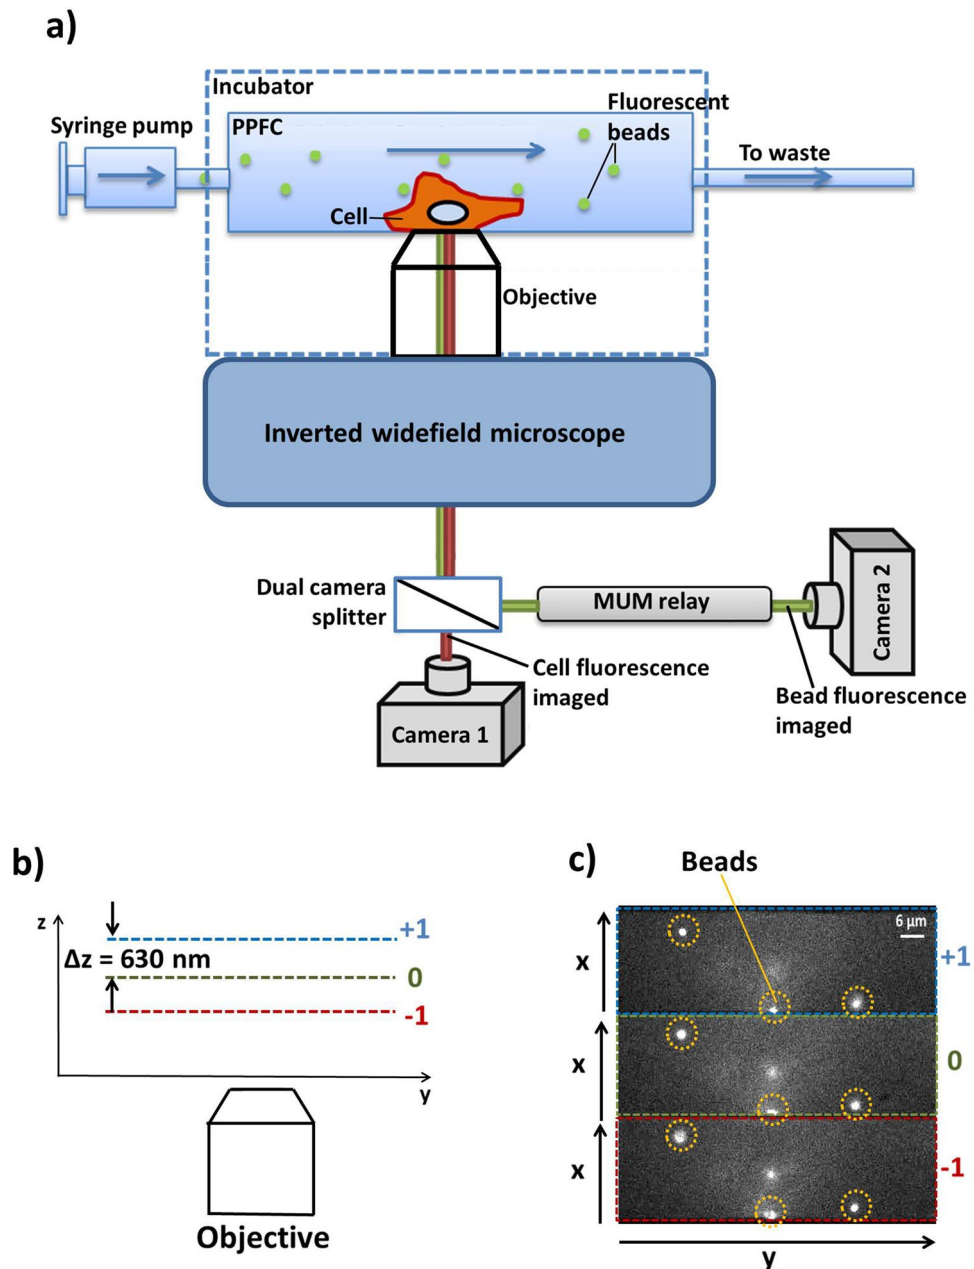 a)
Incubator
Syringe pump
PPFC
Fluorescent
beads
To waste
Cell
Objective
Inverted widefield microscope
Dual camera
splitter
MUM relay
Camera 2
Cell fluorescence
imaged
Bead fluorescence
imaged
Camera 1
b)
z
+1
Δz = 630 nm
0
-1
y
Objective
c)
Beads
6 µm
x
+1
x
0
x
-1
y